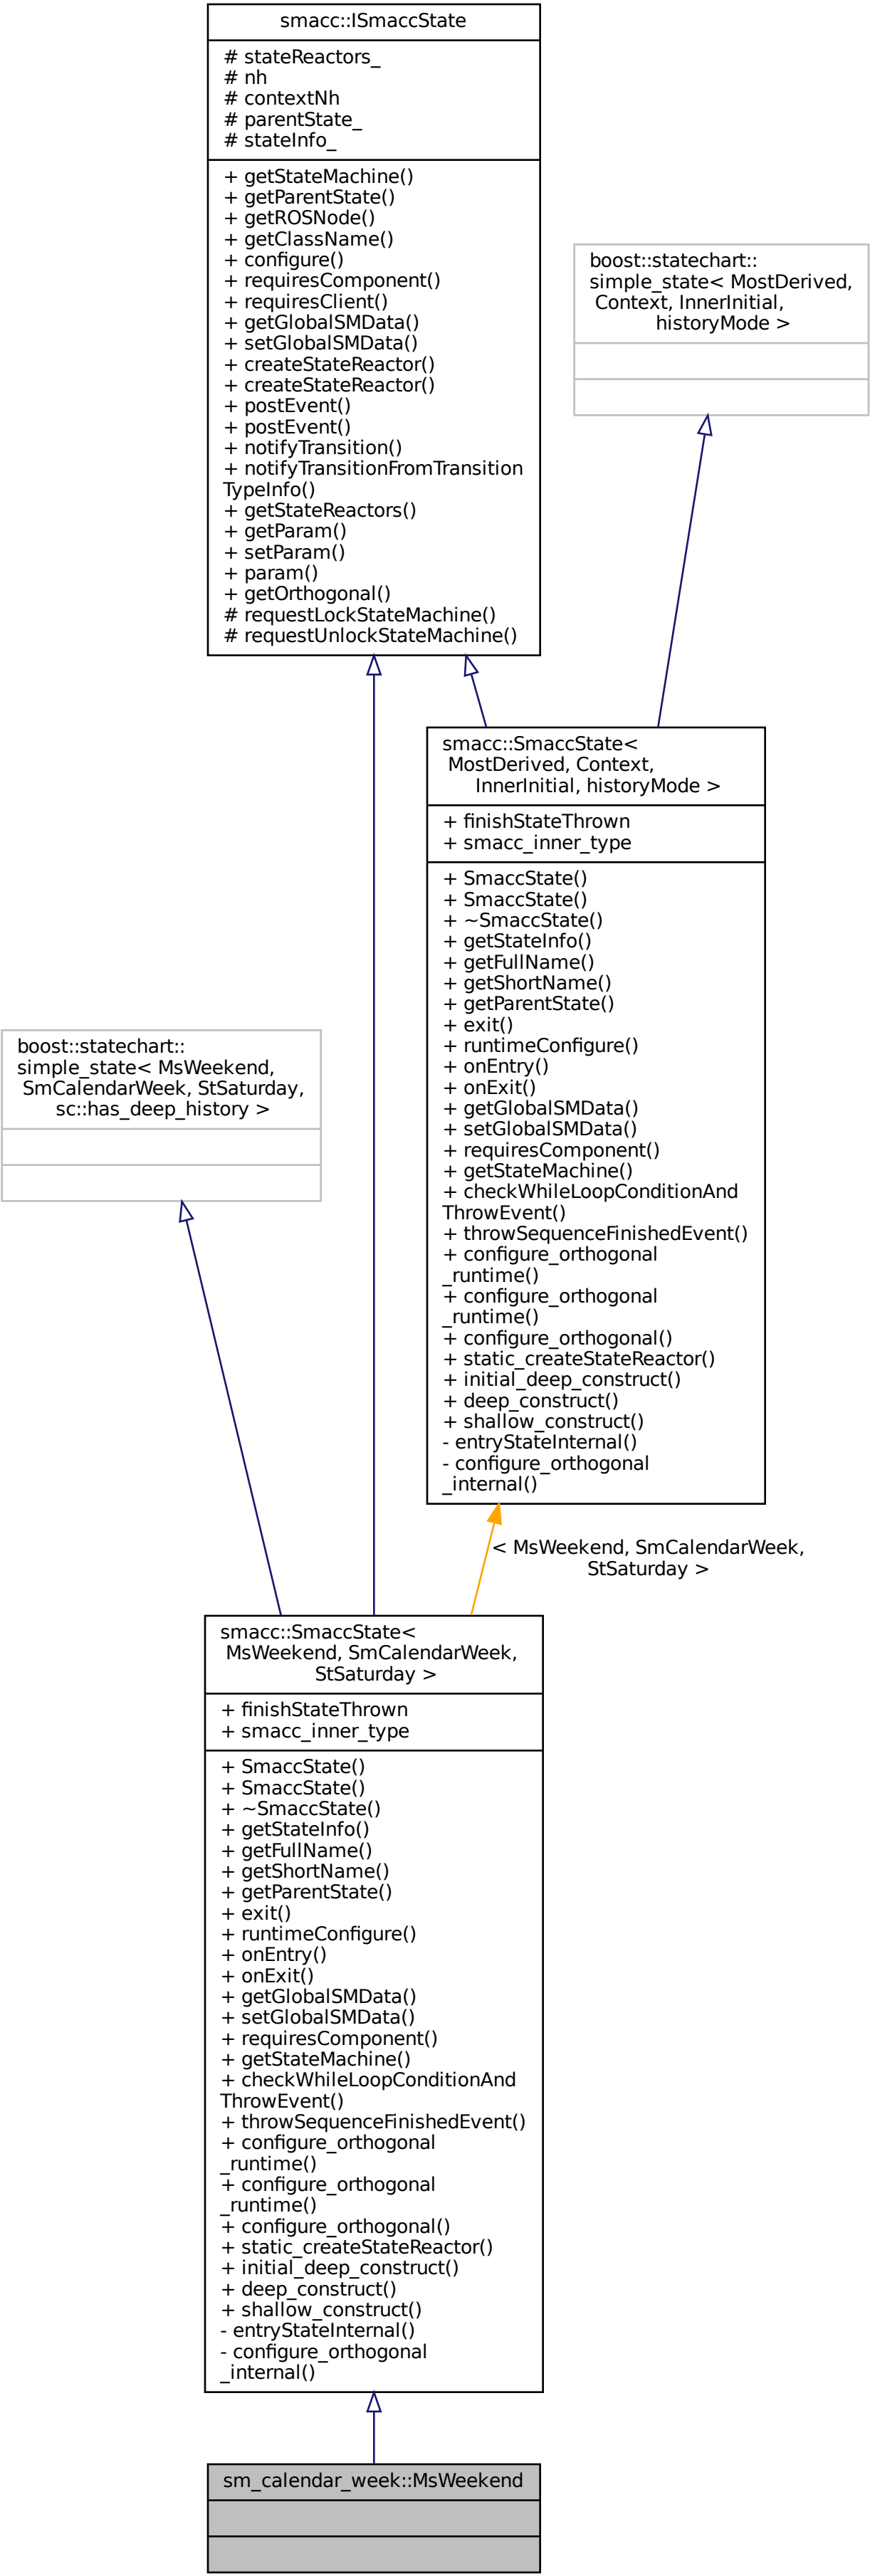 smacc::ISmaccState
# stateReactors_
# nh
# contextNh
# parentState_
# stateInfo_
+ getStateMachine()
+ getParentState()
+ getROSNode()
+ getClassName()
+ configure()
+ requiresComponent()
+ requiresClient()
+ getGlobalSMData()
+ setGlobalSMData()
+ createStateReactor()
+ createStateReactor()
+ postEvent()
+ postEvent()
+ notifyTransition()
+ notifyTransitionFromTransition
TypeInfo()
+ getStateReactors()
+ getParam()
+ setParam()
+ param()
+ getOrthogonal()
# requestLockStateMachine()
# requestUnlockStateMachine()
boost::statechart::
simple_state< MostDerived,
Context, InnerInitial,
historyMode >
smacc::SmaccState<
MostDerived, Context,
InnerInitial, historyMode >
+ finishStateThrown
+ smacc_inner_type
+ SmaccState()
+ SmaccState()
+ ~SmaccState()
+ getStateInfo()
+ getFullName()
+ getShortName()
+ getParentState()
+ exit()
+ runtimeConfigure()
+ onEntry()
+ onExit()
+ getGlobalSMData()
+ setGlobalSMData()
+ requiresComponent()
+ getStateMachine()
+ checkWhileLoopConditionAnd
ThrowEvent()
+ throwSequenceFinishedEvent()
+ configure_orthogonal
_runtime()
+ configure_orthogonal
_runtime()
+ configure_orthogonal()
+ static_createStateReactor()
+ initial_deep_construct()
+ deep_construct()
+ shallow_construct()
- entryStateInternal()
- configure_orthogonal
_internal()
boost::statechart::
simple_state< MsWeekend,
SmCalendarWeek, StSaturday,
sc::has_deep_history >
< MsWeekend, SmCalendarWeek,
StSaturday >
smacc::SmaccState<
MsWeekend, SmCalendarWeek,
StSaturday >
+ finishStateThrown
+ smacc_inner_type
+ SmaccState()
+ SmaccState()
+ ~SmaccState()
+ getStateInfo()
+ getFullName()
+ getShortName()
+ getParentState()
+ exit()
+ runtimeConfigure()
+ onEntry()
+ onExit()
+ getGlobalSMData()
+ setGlobalSMData()
+ requiresComponent()
+ getStateMachine()
+ checkWhileLoopConditionAnd
ThrowEvent()
+ throwSequenceFinishedEvent()
+ configure_orthogonal
_runtime()
+ configure_orthogonal
_runtime()
+ configure_orthogonal()
+ static_createStateReactor()
+ initial_deep_construct()
+ deep_construct()
+ shallow_construct()
- entryStateInternal()
- configure_orthogonal
_internal()
sm_calendar_week::MsWeekend